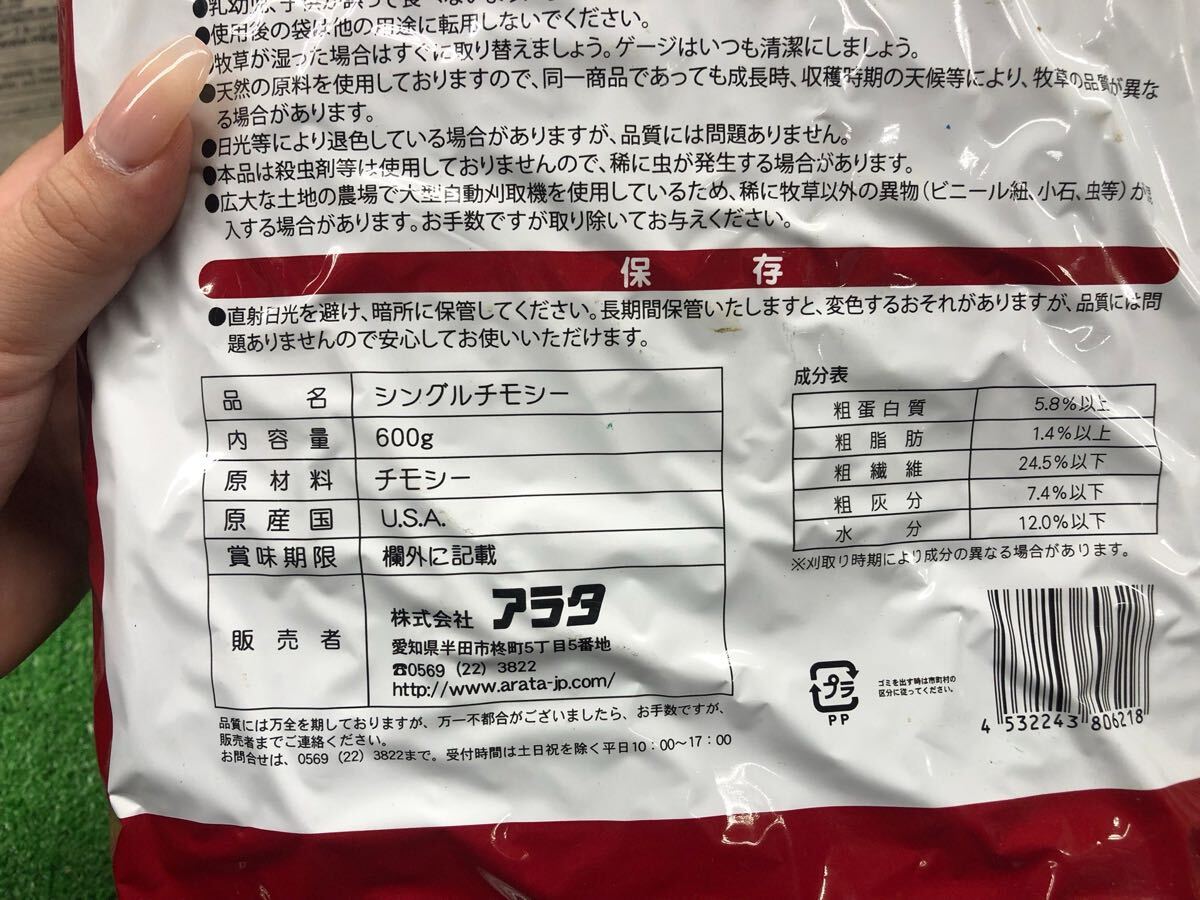 ●使用後の袋は他の用途に転用しないでください。
●牧草が湿った場合はすぐに取り替えましょう。ゲージはいつも清潔にしましょう。
●天然の原料を使用しておりますので、同一商品であっても成長時、収穫時期の天候等により、牧草の品質が異な
る場合があります。
●日光等により退色している場合がありますが、品質には問題ありません。
●本品は殺虫剤等は使用しておりませんので、稀に虫が発生する場合があります。
●広大な土地の農場で大型自動刈取機を使用しているため、稀に牧草以外の異物(ビニール紐、小石、虫等)が
入する場合があります。お手数ですが取り除いてお与えください。
保 存
●直射日光を避け、暗所に保管してください。長期間保管いたしますと、変色するおそれがありますが、品質には問
題ありませんので安心してお使いいただけます。
品 名 シングルチモシー
内容量 600g
原材料 チモシー
原産国 U.S.A.
賞味期限 欄外に記載
販売者 株式会社 アラタ
愛知県半田市柊町5丁目5番地
☎0569 (22) 3822
http://www.arata-jp.com/
品質には万全を期しておりますが、万一不都合がございましたら、お手数ですが、
販売者までご連絡ください。
お問合せは、0569 (22) 3822まで。受付時間は土日祝を除く平日10:00〜17:00
成分表
粗蛋白質 5.8%以上
粗脂肪 1.4%以上
粗繊維 24.5%以下
粗灰分 7.4%以下
水分 12.0%以下
※刈取り時期により成分の異なる場合があります。
プラ
PP
ゴミを出す時は市町村の
区分に従ってください。
4 532243 806218